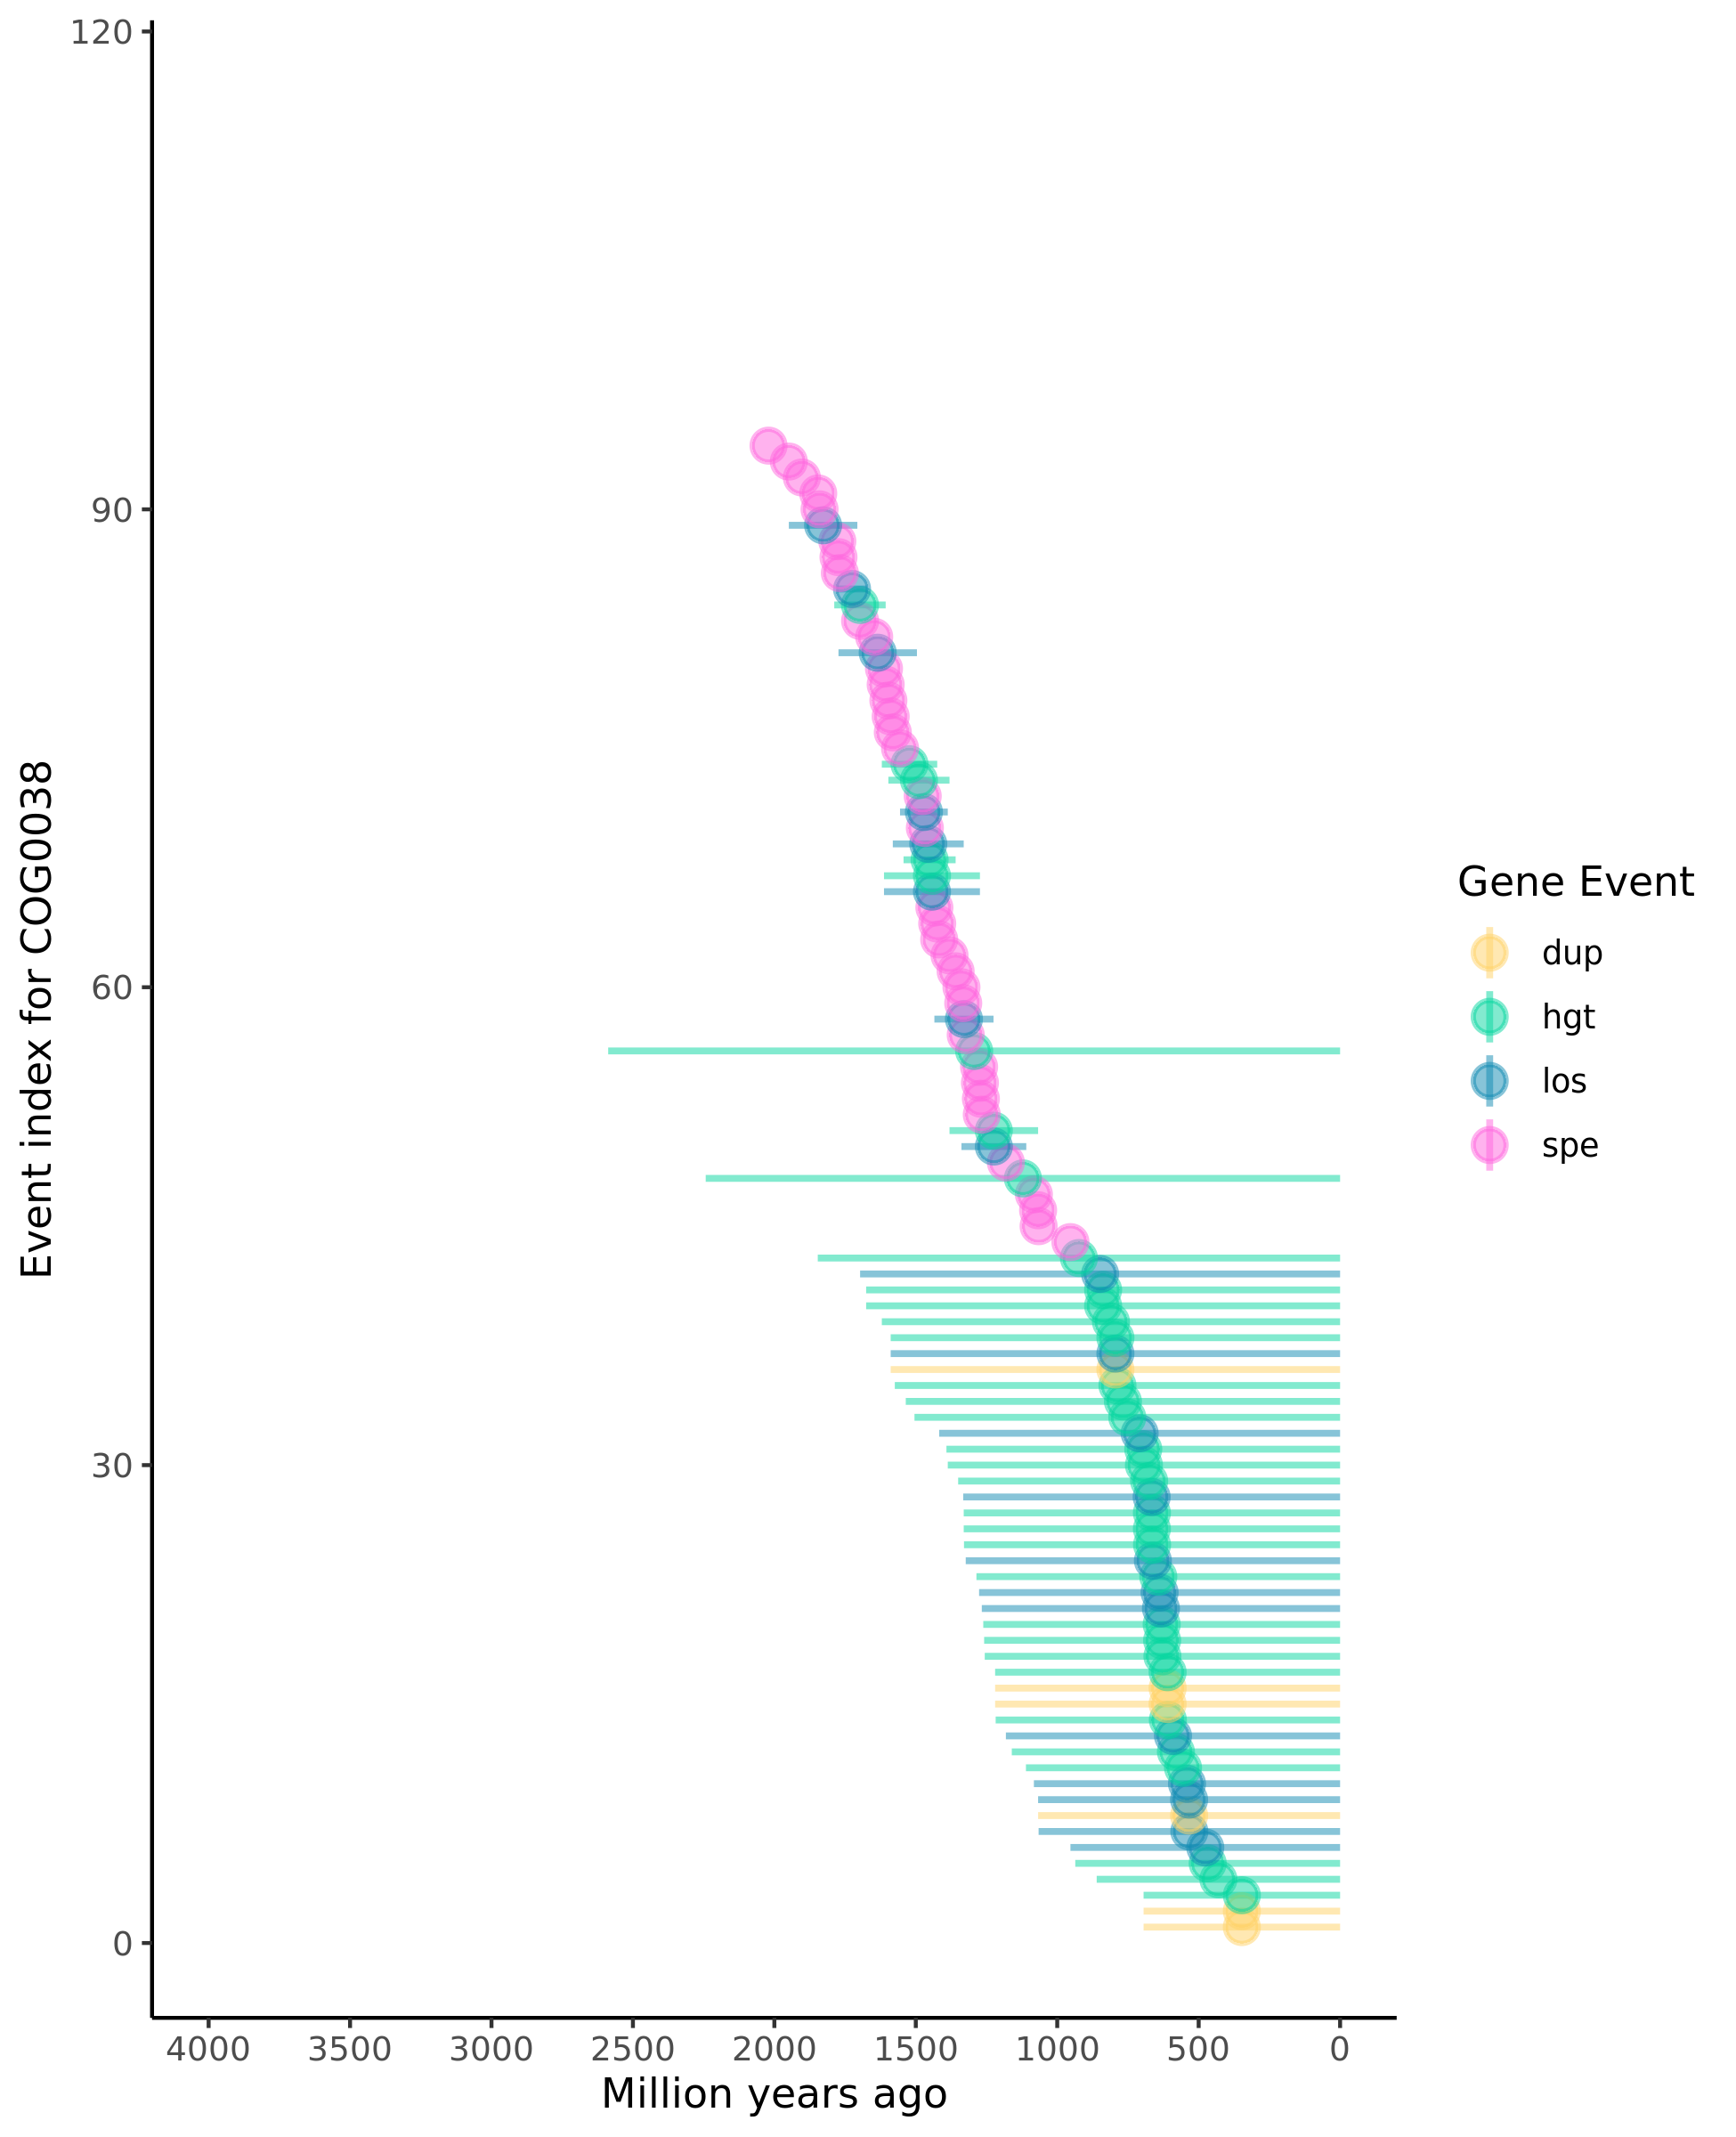 120
90
60
30
0
Event index for COG0038
4000 3500 3000 2500 2000 1500 1000 500 0
Million years ago
Gene Event
dup
hgt
los
spe